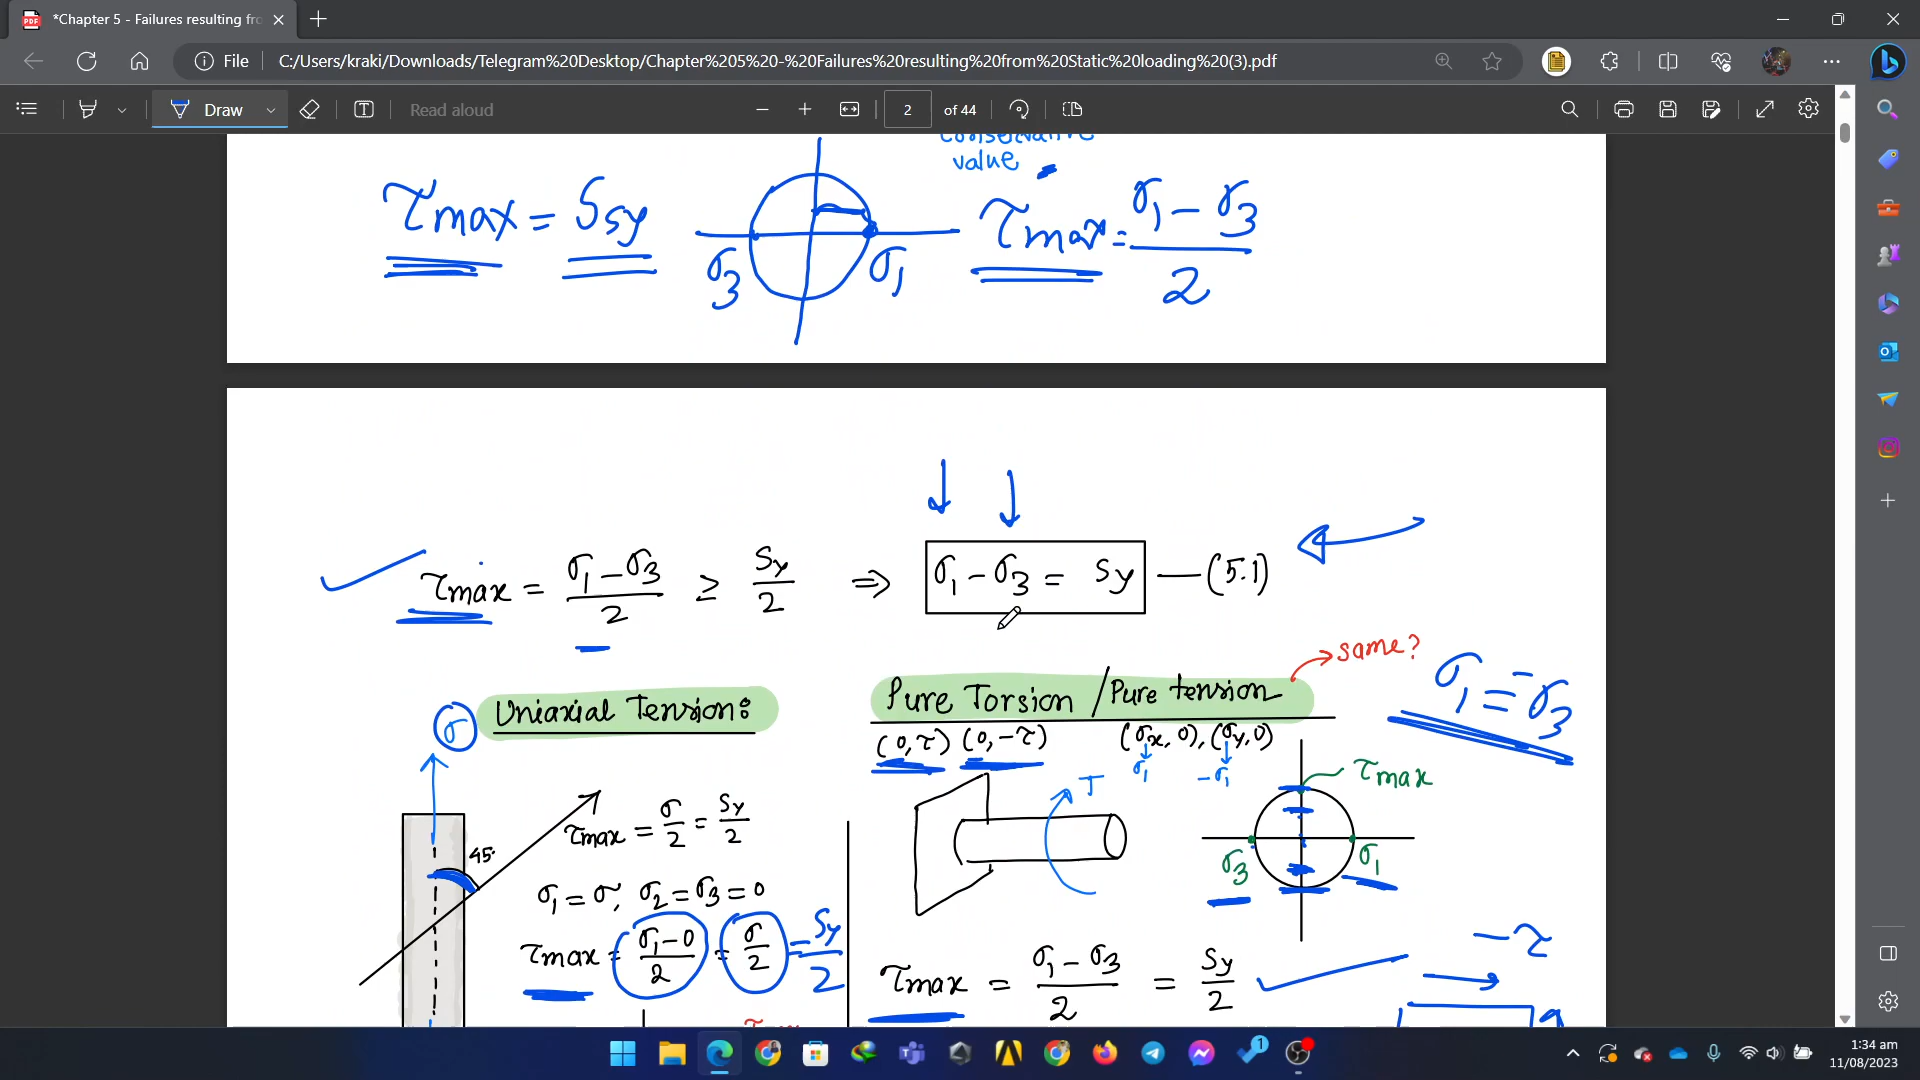 *Chapter 5 - Failures resulting fro
File
C:/Users/kraki/Downloads/Telegram%20Desktop/Chapter%205%20-%20Failures%20resulting%20from%20Static%20loading%20(3).pdf
Draw
Read aloud
2 of 44
conservative
value
τmax = Ssy
σ3
σ1
τmax = σ1 - σ3 / 2
τmax = σ1 - σ3 / 2 ≥ Sy / 2 ⇒ σ1 - σ3 = Sy — (5.1)
same?
σ1 = -σ3
σ
Uniaxial Tension:
Pure Torsion / Pure tension
(0, τ) (0, -τ) (σx, 0), (σy, 0)
σ1 -σ1
T
τmax
45°
τmax = σ / 2 = Sy / 2
σ3
σ1
σ1 = σ, σ2 = σ3 = 0
τmax = σ1 - 0 / 2 = σ / 2 = Sy / 2
τmax = σ1 - σ3 / 2 = Sy / 2
-τ
1
1:34 am
11/08/2023